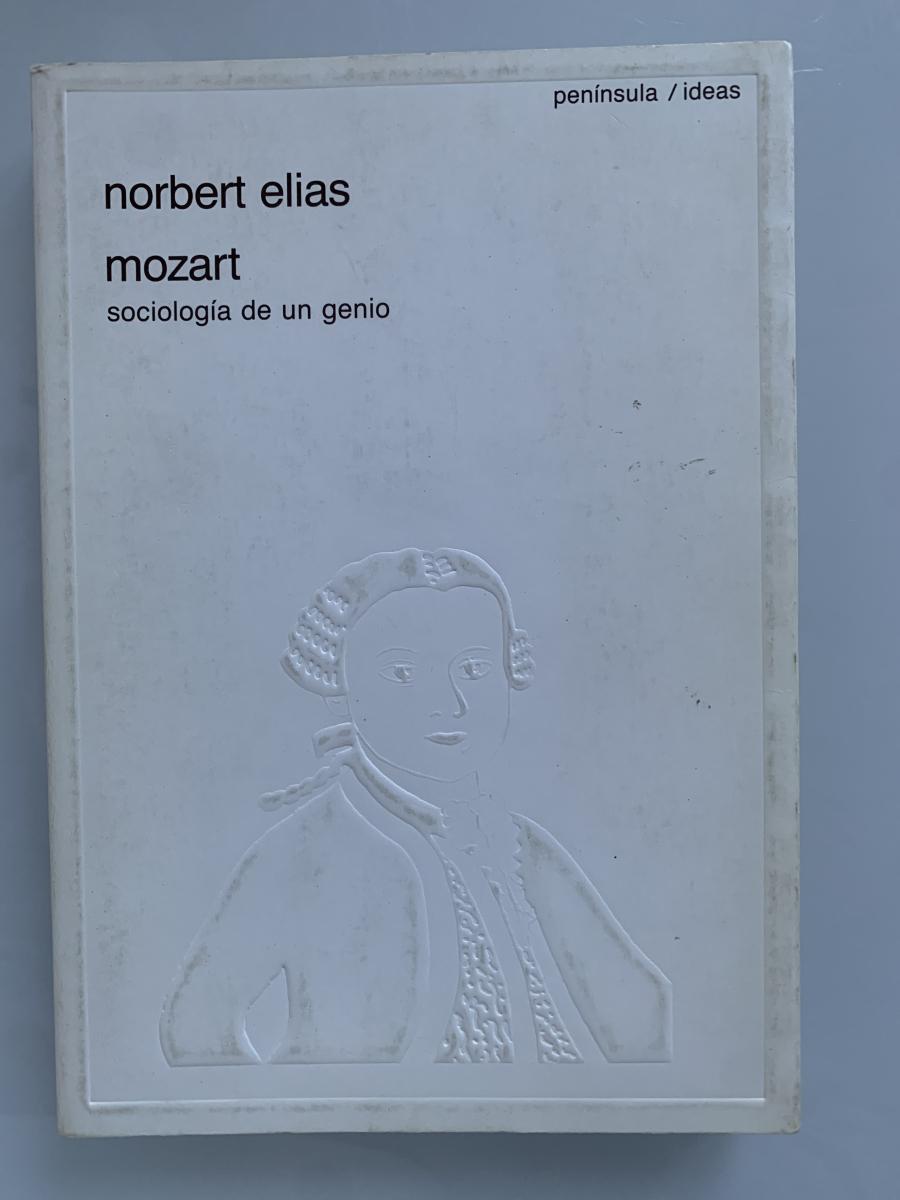 península / ideas
norbert elias
mozart
sociología de un genio